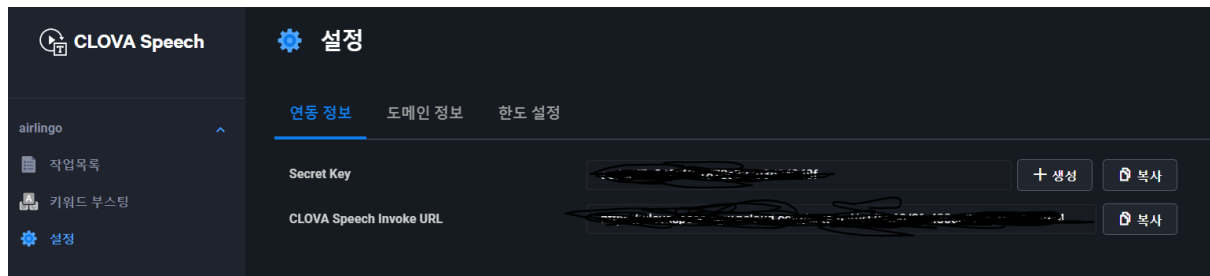 CLOVA Speech
설정
연동 정보 도메인 정보 한도 설정
airlingo
작업목록
키워드 부스팅
설정
Secret Key
생성 복사
CLOVA Speech Invoke URL
복사